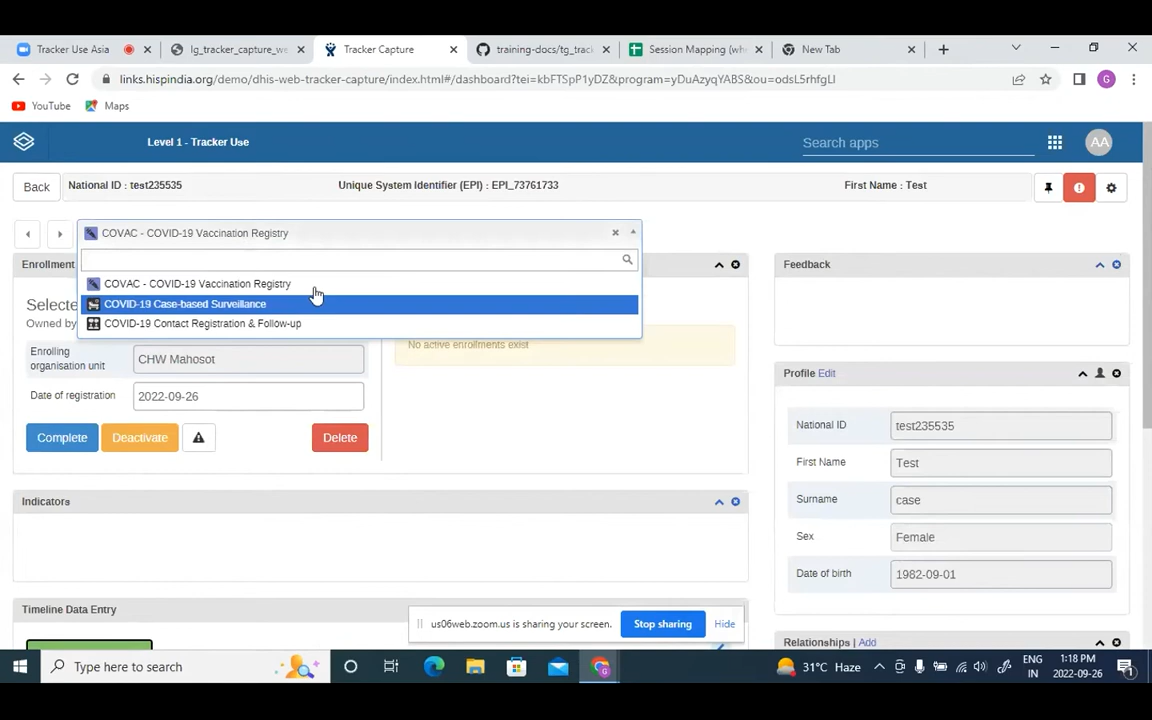 Tracker Use Asia
lg_tracker_capture_we
Tracker Capture
training-docs/tg_track
Session Mapping (whe
New Tab
links.hispindia.org/demo/dhis-web-tracker-capture/index.html#/dashboard?tei=kbFTSpP1yDZ&program=yDuAzyqYABS&ou=odsL5rhfgLI
G
YouTube
Maps
Level 1 - Tracker Use
Search apps
AA
Back
National ID : test235535
Unique System Identifier (EPI) : EPI_73761733
First Name : Test
COVAC - COVID-19 Vaccination Registry
COVAC - COVID-19 Vaccination Registry
COVID-19 Case-based Surveillance
COVID-19 Contact Registration & Follow-up
Enrollment
Selecte
Owned by
No active enrollments exist
Enrolling organisation unit
CHW Mahosot
Date of registration
2022-09-26
Complete
Deactivate
Delete
Indicators
Timeline Data Entry
Feedback
Profile Edit
National ID
test235535
First Name
Test
Surname
case
Sex
Female
Date of birth
1982-09-01
Relationships | Add
us06web.zoom.us is sharing your screen.
Stop sharing
Hide
Type here to search
31°C Haze
ENG
IN
1:18 PM
2022-09-26
1